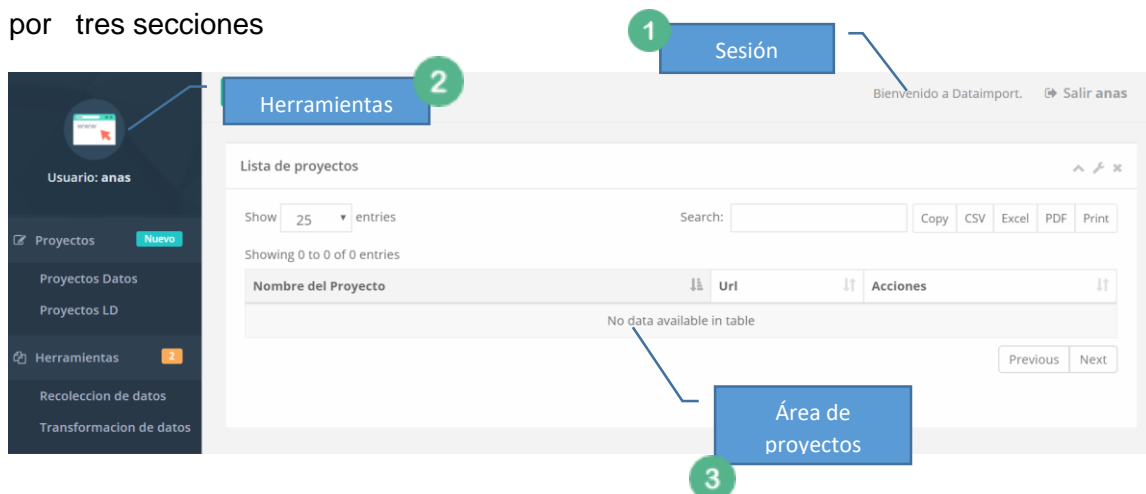 por tres secciones
1
Sesión
2
Herramientas
Bienvenido a Dataimport. Salir anas
www
Usuario: anas
Lista de proyectos
Show 25 entries Search: Copy CSV Excel PDF Print
Proyectos Nuevo
Showing 0 to 0 of 0 entries
Proyectos Datos
Nombre del Proyecto Url Acciones
Proyectos LD
No data available in table
Herramientas 2
Previous Next
Recoleccion de datos
Transformacion de datos
Área de
proyectos
3